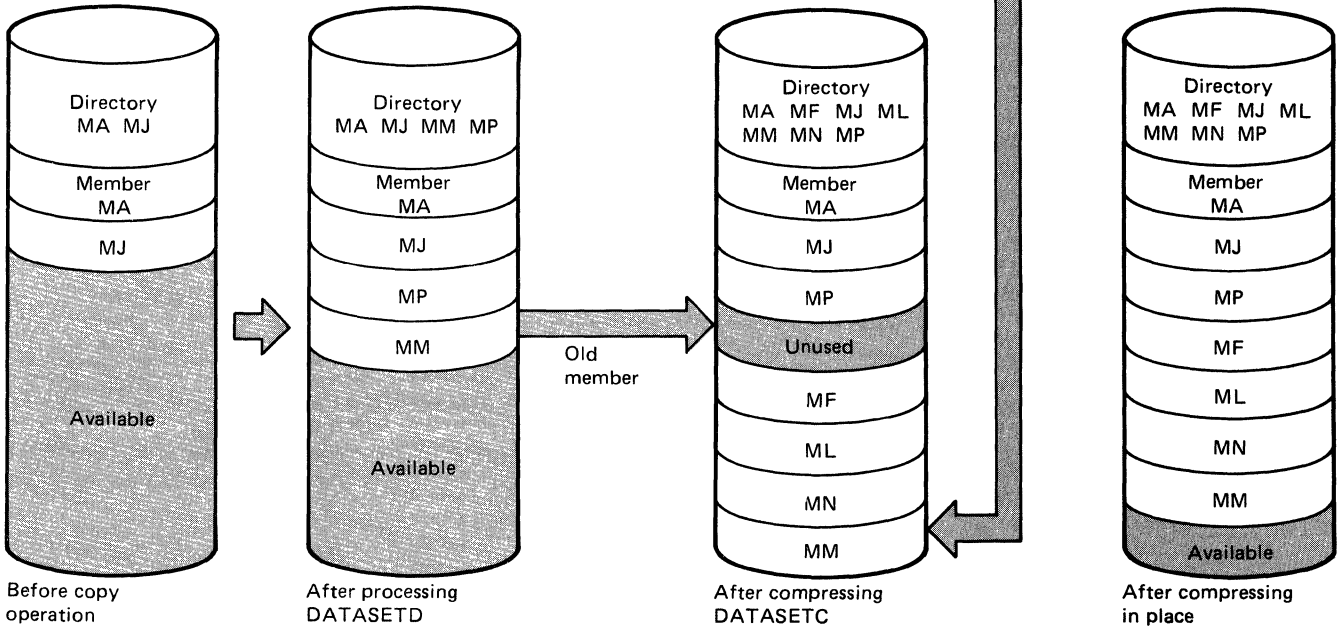 Directory
MA MJ
Member
MA
MJ
Available
Before copy
operation
Directory
MA MJ MM MP
Member
MA
MJ
MP
MM
Available
After processing
DATASETD
Old
member
Directory
MA MF MJ ML
MM MN MP
Member
MA
MJ
MP
Unused
MF
ML
MN
MM
After compressing
DATASETC
Directory
MA MF MJ ML
MM MN MP
Member
MA
MJ
MP
MF
ML
MN
MM
Available
After compressing
in place